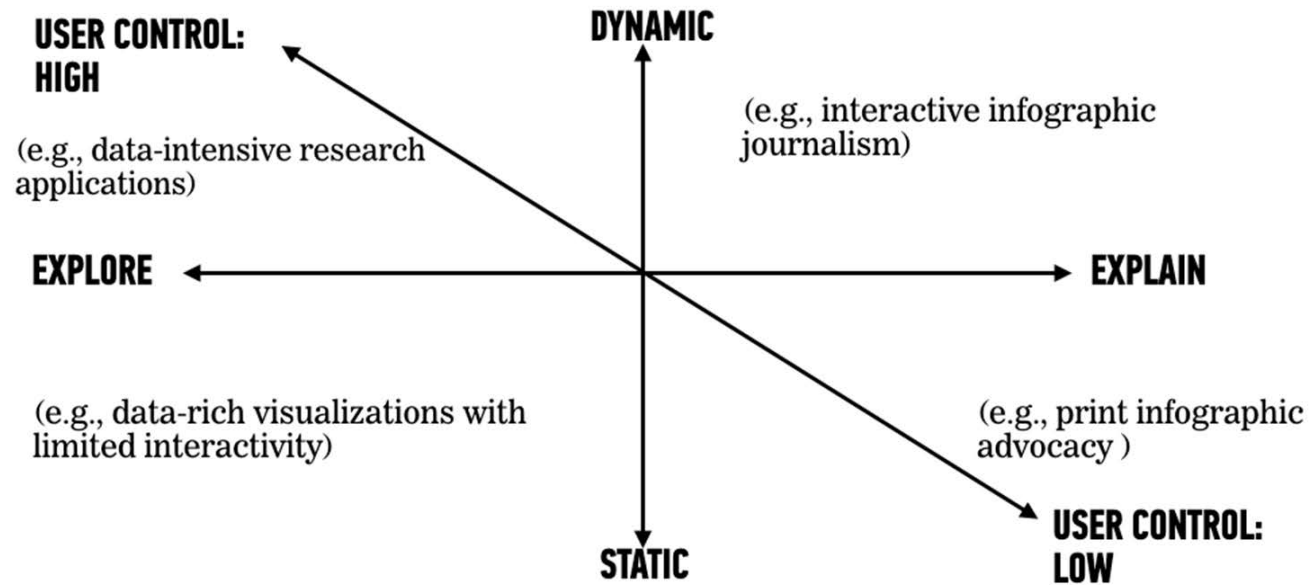 USER CONTROL:
HIGH
DYNAMIC
(e.g., interactive infographic
journalism)
(e.g., data-intensive research
applications)
EXPLORE
EXPLAIN
(e.g., data-rich visualizations with
limited interactivity)
(e.g., print infographic
advocacy )
USER CONTROL:
LOW
STATIC